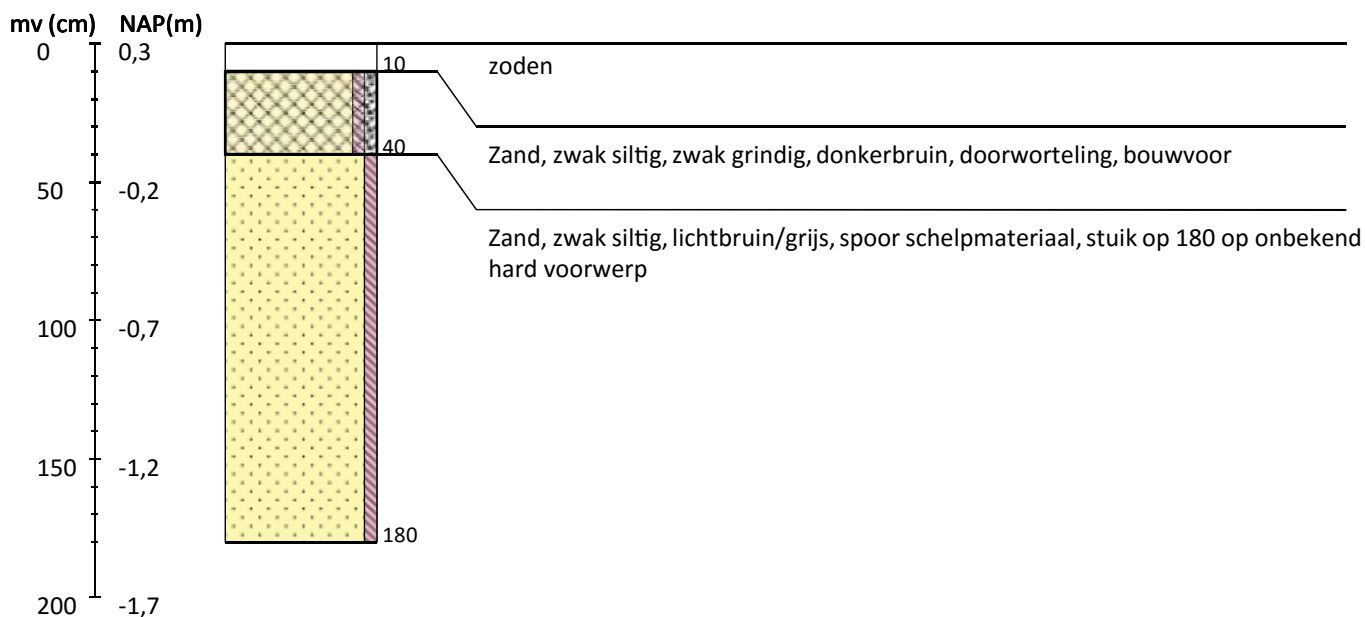 mv (cm) NAP(m)
0 0,3
10 zoden
40 Zand, zwak siltig, zwak grindig, donkerbruin, doorworteling, bouwvoor
50 -0,2
Zand, zwak siltig, lichtbruin/grijs, spoor schelpmateriaal, stuik op 180 op onbekend
hard voorwerp
100 -0,7
150 -1,2
180
200 -1,7